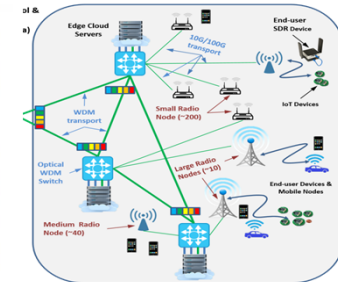 ol &
a)
Edge Cloud
Servers
10G/100G
transport
End-user
SDR Device
IoT Devices
WDM
transport
Small Radio
Node (~200)
Optical
WDM
Switch
Large Radio
Nodes (~10)
Medium Radio
Node (~40)
End-user Devices &
Mobile Nodes